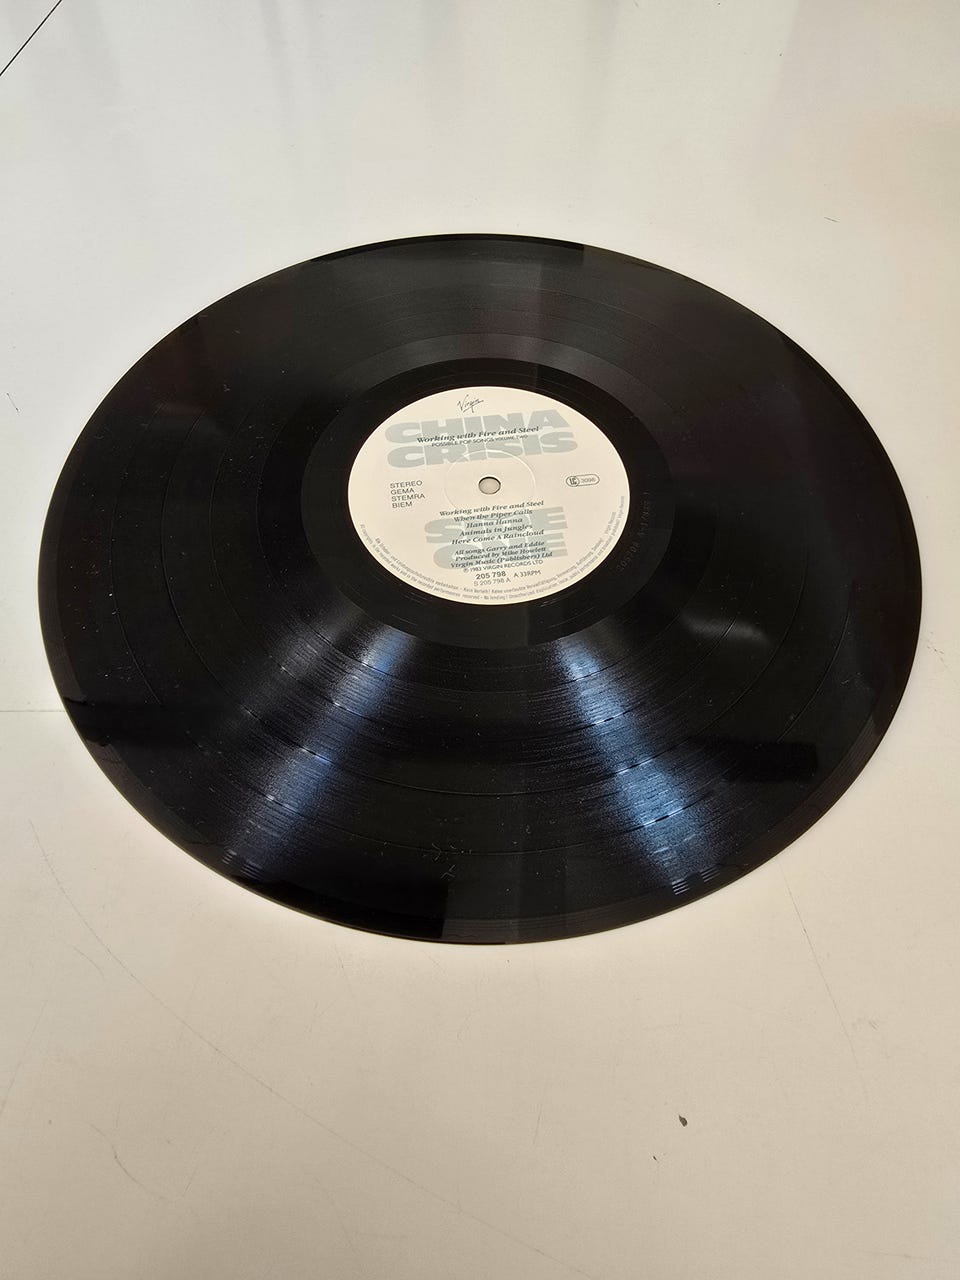 Virgin
CHINA
Working with Fire and Steel
POSSIBLE POP SONGS VOLUME TWO
CRISIS
STEREO
GEMA
STEMRA
BIEM
LC 3098
Working with Fire and Steel
When the Piper Calls
Hanna Hanna
Animals in Jungles
Here Come A Raincloud
SIDE
ONE
All songs Garry and Eddie
Produced by Mike Howlett
Virgin Music (Publishers) Ltd
℗ 1983 VIRGIN RECORDS LTD
205 798 A 33RPM
S 205 798 A